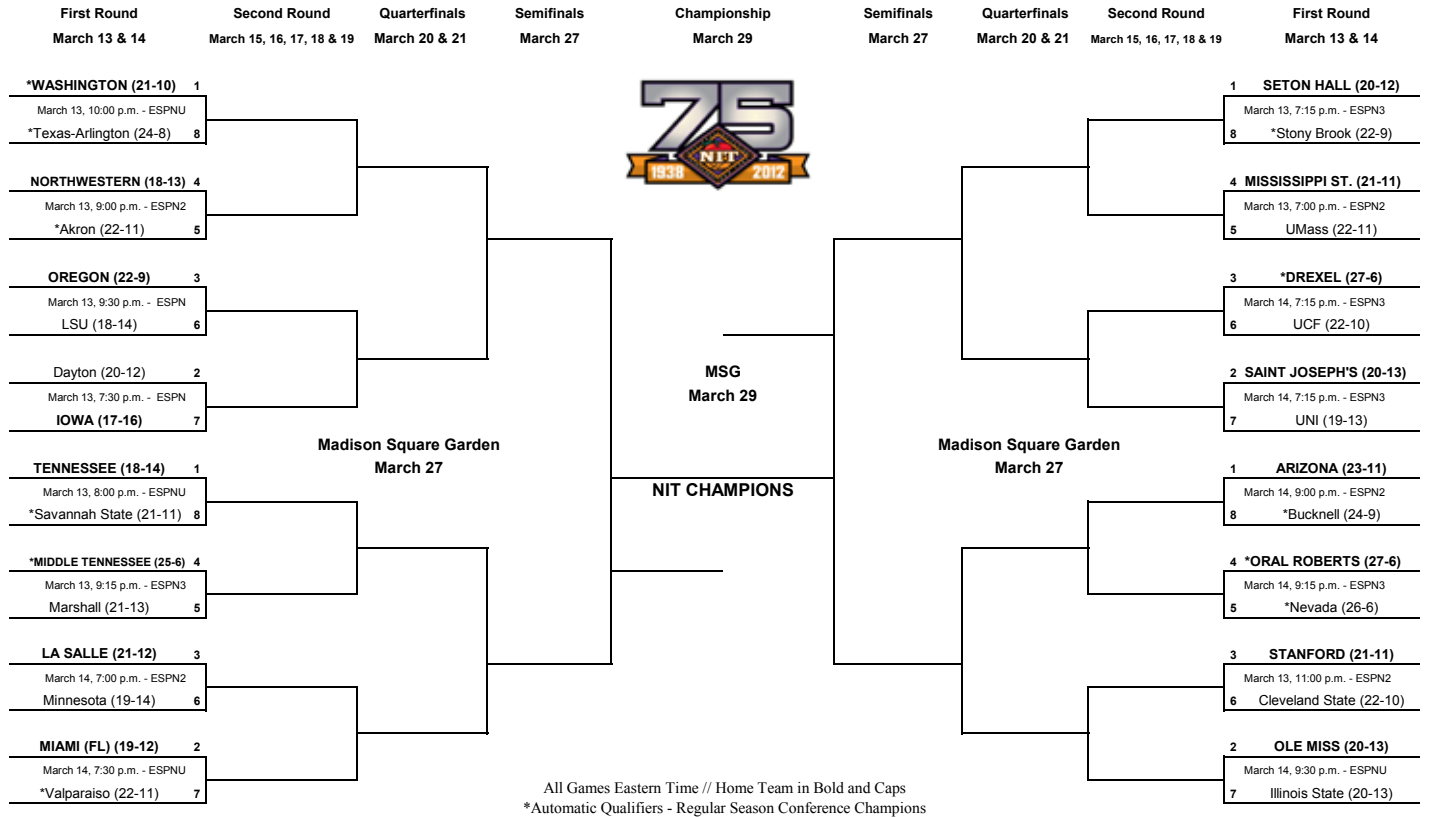 First Round Second Round Quarterfinals Semifinals Championship Semifinals Quarterfinals Second Round First Round
March 13 & 14 March 15, 16, 17, 18 & 19 March 20 & 21 March 27 March 29 March 27 March 20 & 21 March 15, 16, 17, 18 & 19 March 13 & 14
*WASHINGTON (21-10) 1
March 13, 10:00 p.m. - ESPNU
*Texas-Arlington (24-8) 8
NORTHWESTERN (18-13) 4
March 13, 9:00 p.m. - ESPN2
*Akron (22-11) 5
OREGON (22-9) 3
March 13, 9:30 p.m. - ESPN
LSU (18-14) 6
Dayton (20-12) 2
March 13, 7:30 p.m. - ESPN
IOWA (17-16) 7
Madison Square Garden
March 27
TENNESSEE (18-14) 1
March 13, 8:00 p.m. - ESPNU
*Savannah State (21-11) 8
*MIDDLE TENNESSEE (25-6) 4
March 13, 9:15 p.m. - ESPN3
Marshall (21-13) 5
LA SALLE (21-12) 3
March 14, 7:00 p.m. - ESPN2
Minnesota (19-14) 6
MIAMI (FL) (19-12) 2
March 14, 7:30 p.m. - ESPNU
*Valparaiso (22-11) 7
75
NIT
1938 2012
MSG
March 29
NIT CHAMPIONS
1 SETON HALL (20-12)
March 13, 7:15 p.m. - ESPN3
8 *Stony Brook (22-9)
4 MISSISSIPPI ST. (21-11)
March 13, 7:00 p.m. - ESPN2
5 UMass (22-11)
3 *DREXEL (27-6)
March 14, 7:15 p.m. - ESPN3
6 UCF (22-10)
2 SAINT JOSEPH'S (20-13)
March 14, 7:15 p.m. - ESPN3
7 UNI (19-13)
Madison Square Garden
March 27
1 ARIZONA (23-11)
March 14, 9:00 p.m. - ESPN2
8 *Bucknell (24-9)
4 *ORAL ROBERTS (27-6)
March 14, 9:15 p.m. - ESPN3
5 *Nevada (26-6)
3 STANFORD (21-11)
March 13, 11:00 p.m. - ESPN2
6 Cleveland State (22-10)
2 OLE MISS (20-13)
March 14, 9:30 p.m. - ESPNU
7 Illinois State (20-13)
All Games Eastern Time // Home Team in Bold and Caps
*Automatic Qualifiers - Regular Season Conference Champions